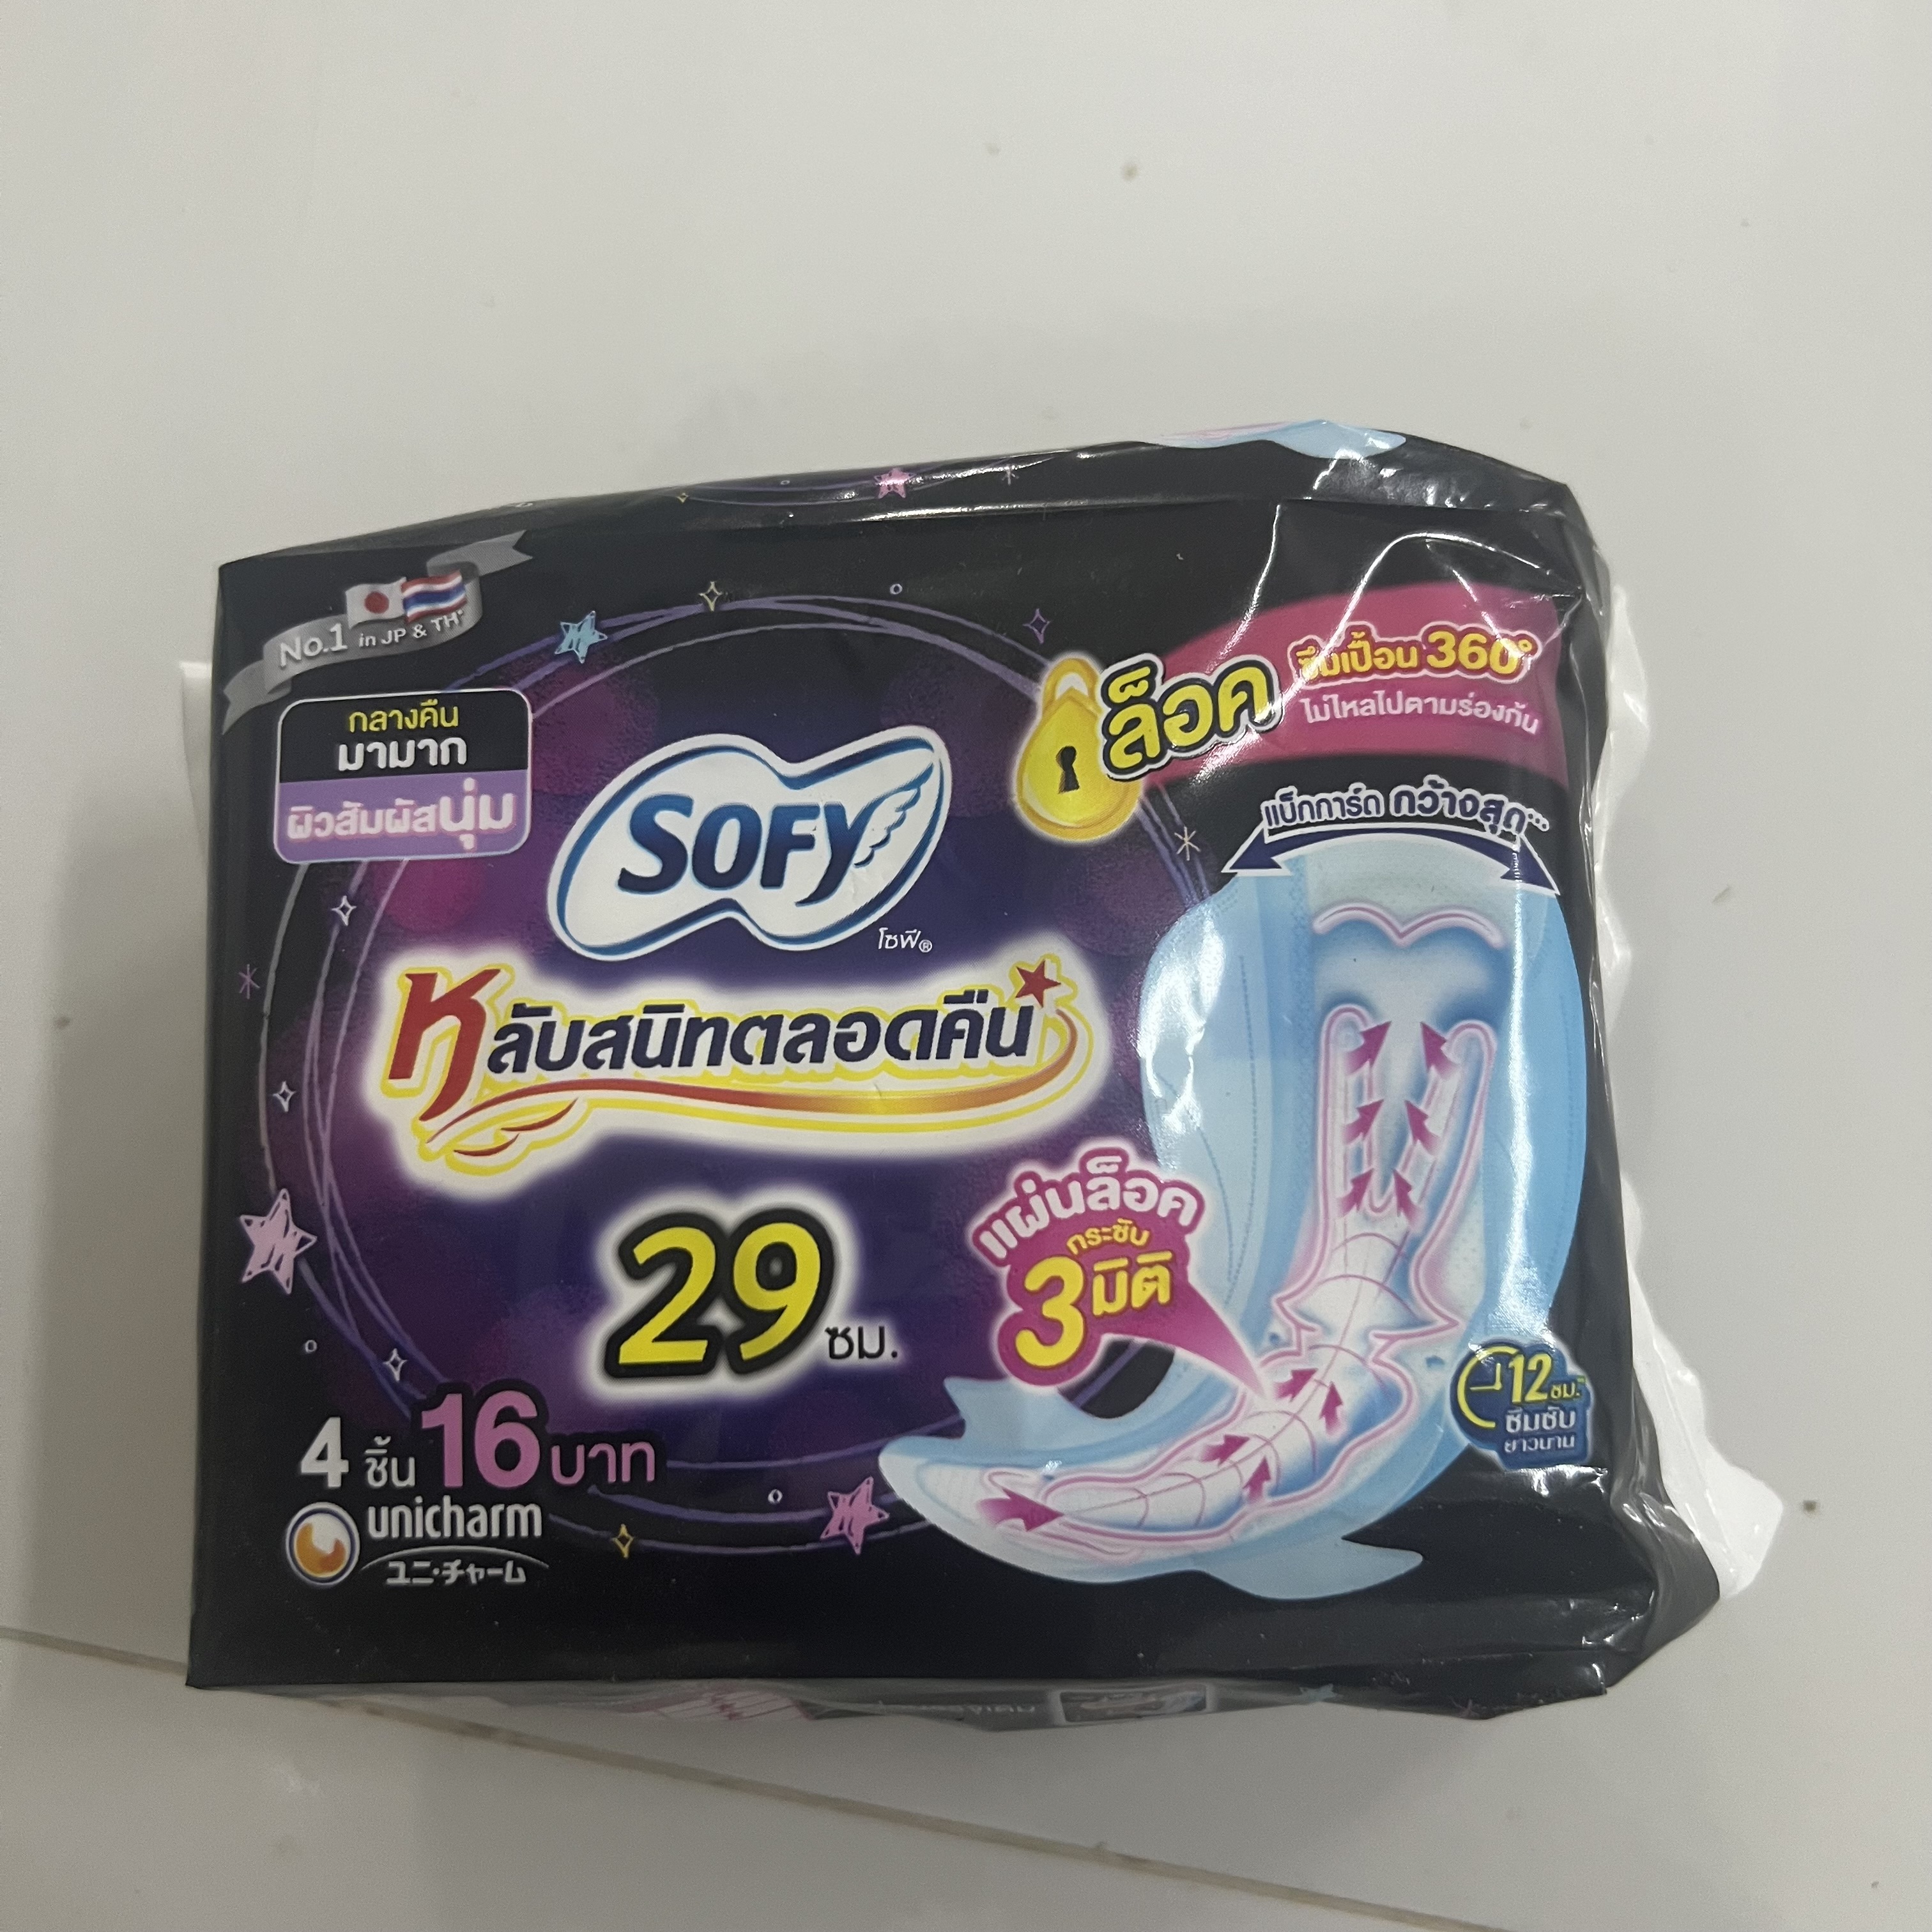 No.1 in JP & TH*
กลางคืน
มามาก
ผิวสัมผัสนุ่ม
SOFY
โซฟี®
หลับสนิทตลอดคืน
29 ซม.
4 ชิ้น 16 บาท
unicharm
ユニ・チャーム
ล็อค
ซึมเปื้อน 360°
ไม่ไหลไปตามร่องก้น
แบ็กการ์ด กว้างสุด...
แผ่นล็อค
กระชับ
3 มิติ
12 ซม.
ซึมซับ
ยาวนาน